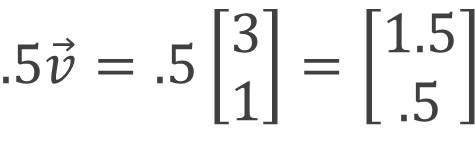 .5v⃗ = .5 [3 1] = [1.5 .5]